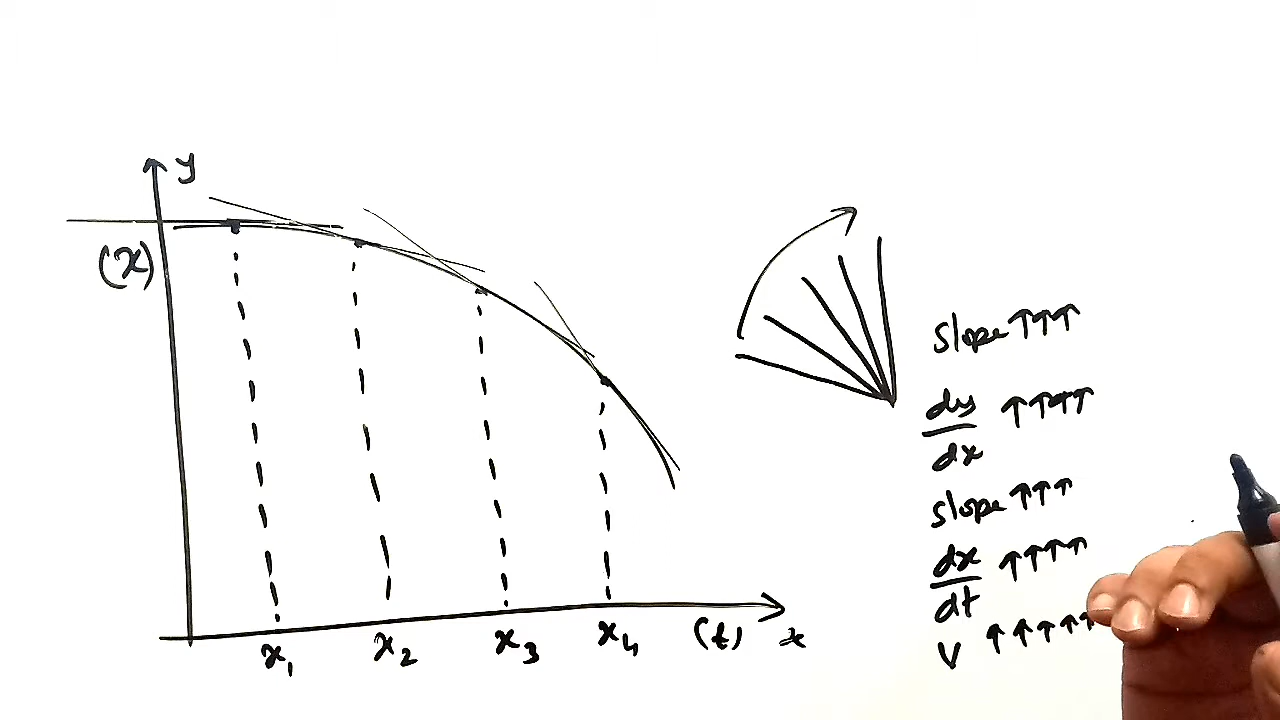 y
(x)
x₁ x₂ x₃ x₄ (t) x
slope ↑↑↑
dy/dx ↑↑↑↑
slope ↑↑↑
dx/dt ↑↑↑↑
v ↑↑↑↑↑